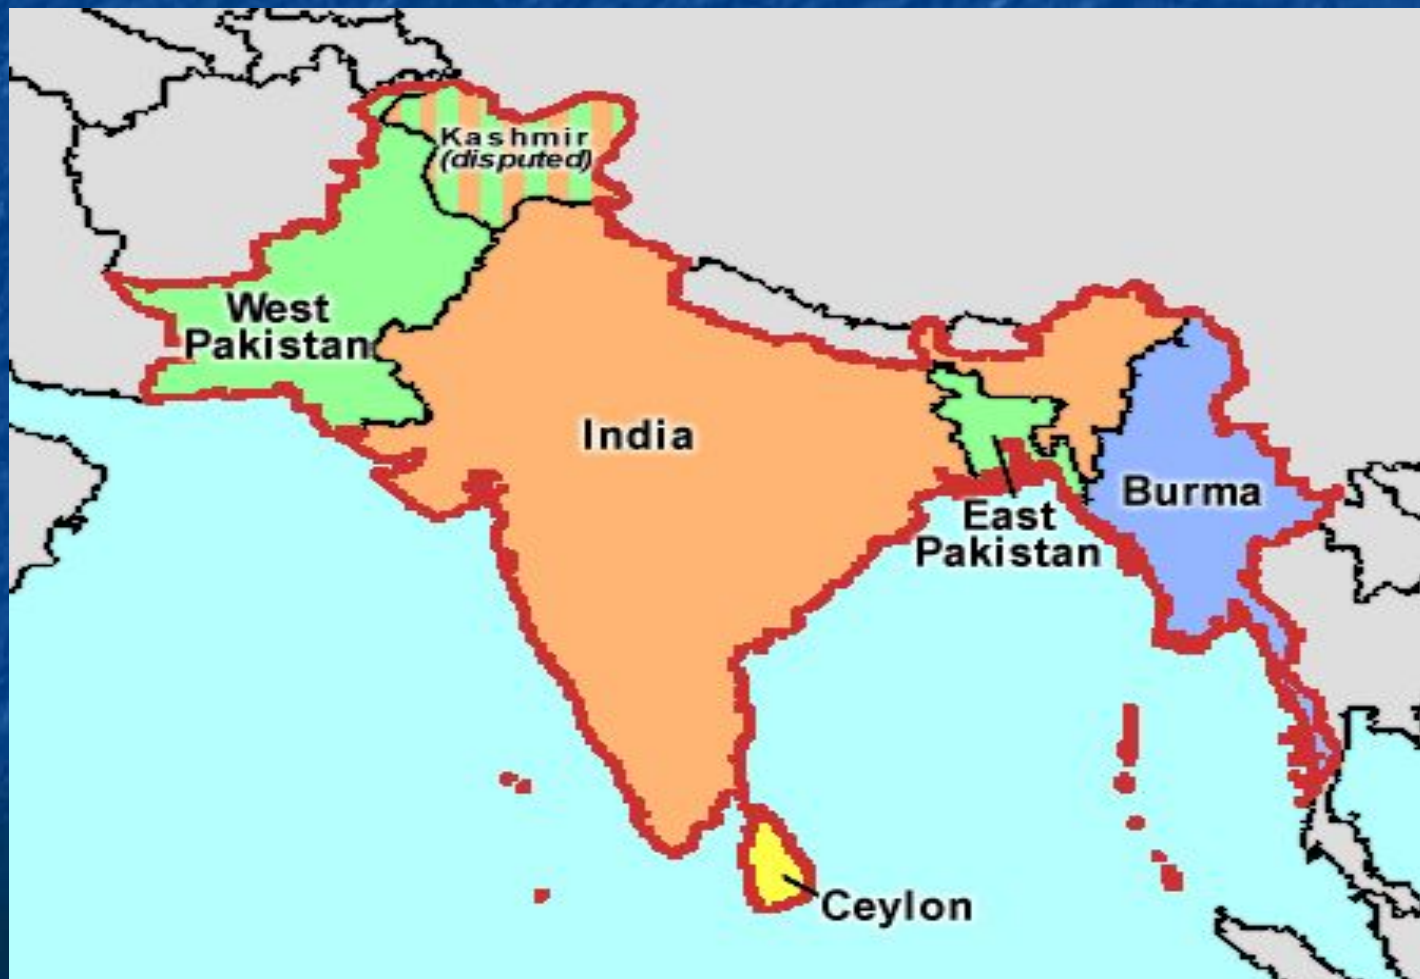 Kashmir
(disputed)
West
Pakistan
India
Burma
East
Pakistan
Ceylon